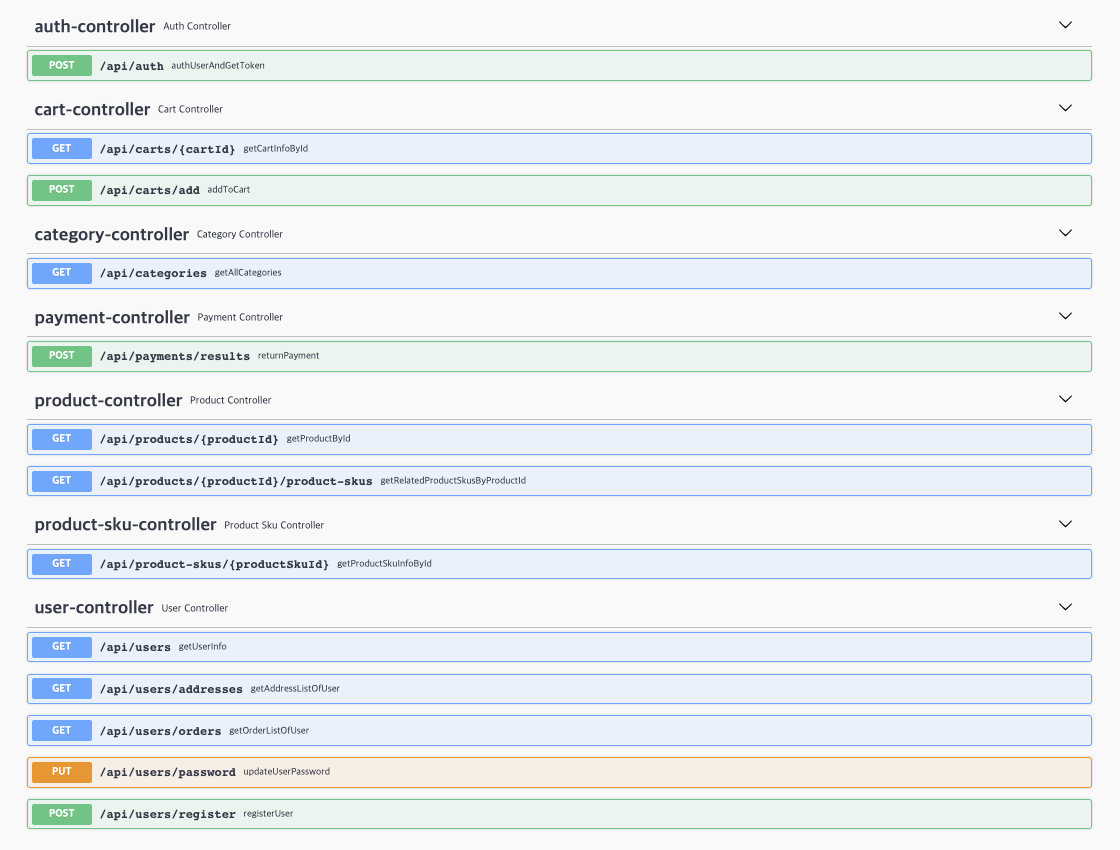 auth-controller Auth Controller
POST /api/auth authUserAndGetToken
cart-controller Cart Controller
GET /api/carts/{cartId} getCartInfoById
POST /api/carts/add addToCart
category-controller Category Controller
GET /api/categories getAllCategories
payment-controller Payment Controller
POST /api/payments/results returnPayment
product-controller Product Controller
GET /api/products/{productId} getProductById
GET /api/products/{productId}/product-skus getRelatedProductSkusByProductId
product-sku-controller Product Sku Controller
GET /api/product-skus/{productSkuId} getProductSkuInfoById
user-controller User Controller
GET /api/users getUserInfo
GET /api/users/addresses getAddressListOfUser
GET /api/users/orders getOrderListOfUser
PUT /api/users/password updateUserPassword
POST /api/users/register registerUser